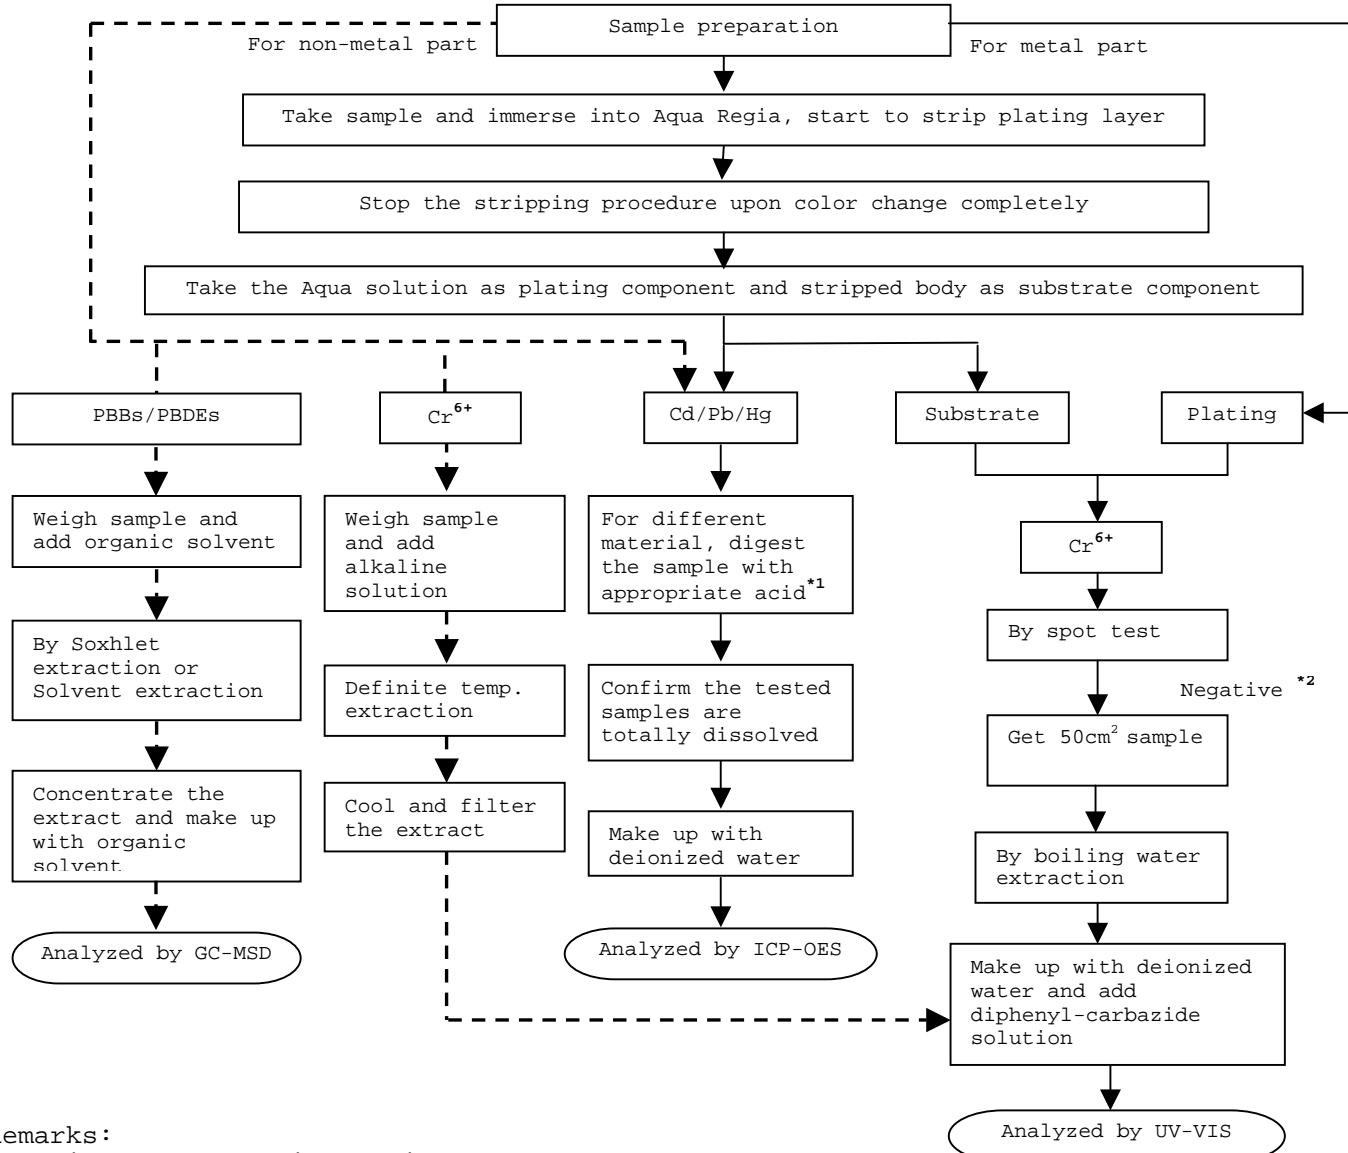 Sample preparation
For non-metal part
For metal part
Take sample and immerse into Aqua Regia, start to strip plating layer
Stop the stripping procedure upon color change completely
Take the Aqua solution as plating component and stripped body as substrate component
PBBs/PBDEs
Cr6+
Cd/Pb/Hg
Substrate
Plating
Weigh sample and
add organic solvent
By Soxhlet
extraction or
Solvent extraction
Concentrate the
extract and make up
with organic
solvent
Analyzed by GC-MSD
Weigh sample
and add
alkaline
solution
Definite temp.
extraction
Cool and filter
the extract
For different
material, digest
the sample with
appropriate acid*1
Confirm the tested
samples are
totally dissolved
Make up with
deionized water
Analyzed by ICP-OES
Cr6+
By spot test
Negative *2
Get 50cm2 sample
By boiling water
extraction
Make up with deionized
water and add
diphenyl-carbazide
solution
Analyzed by UV-VIS
emarks: